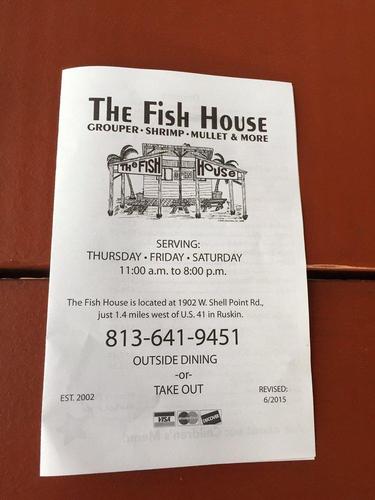 THE FISH HOUSE
GROUPER • SHRIMP • MULLET & MORE
THE FISH HOUSE
SERVING:
THURSDAY • FRIDAY • SATURDAY
11:00 a.m. to 8:00 p.m.
The Fish House is located at 1902 W. Shell Point Rd.,
just 1.4 miles west of U.S. 41 in Ruskin.
813-641-9451
OUTSIDE DINING
-or-
TAKE OUT
EST. 2002
REVISED:
6/2015
VISA MasterCard DISCOVER